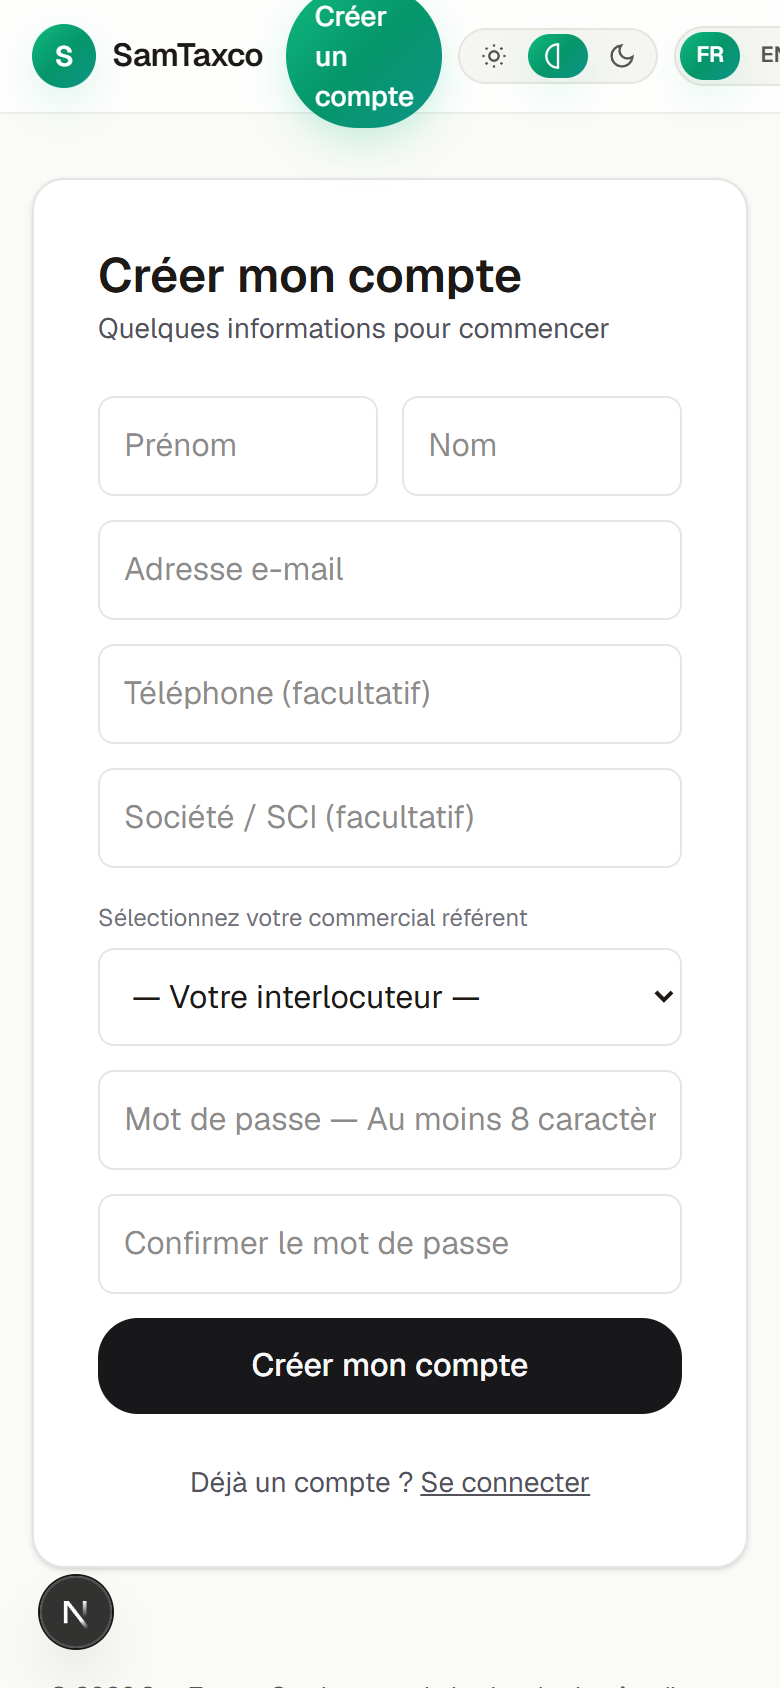 S SamTaxco
Créer
un
compte
FR EN
Créer mon compte
Quelques informations pour commencer
Prénom Nom
Adresse e-mail
Téléphone (facultatif)
Société / SCI (facultatif)
Sélectionnez votre commercial référent
— Votre interlocuteur —
Mot de passe — Au moins 8 caractèr
Confirmer le mot de passe
Créer mon compte
Déjà un compte ? Se connecter
N